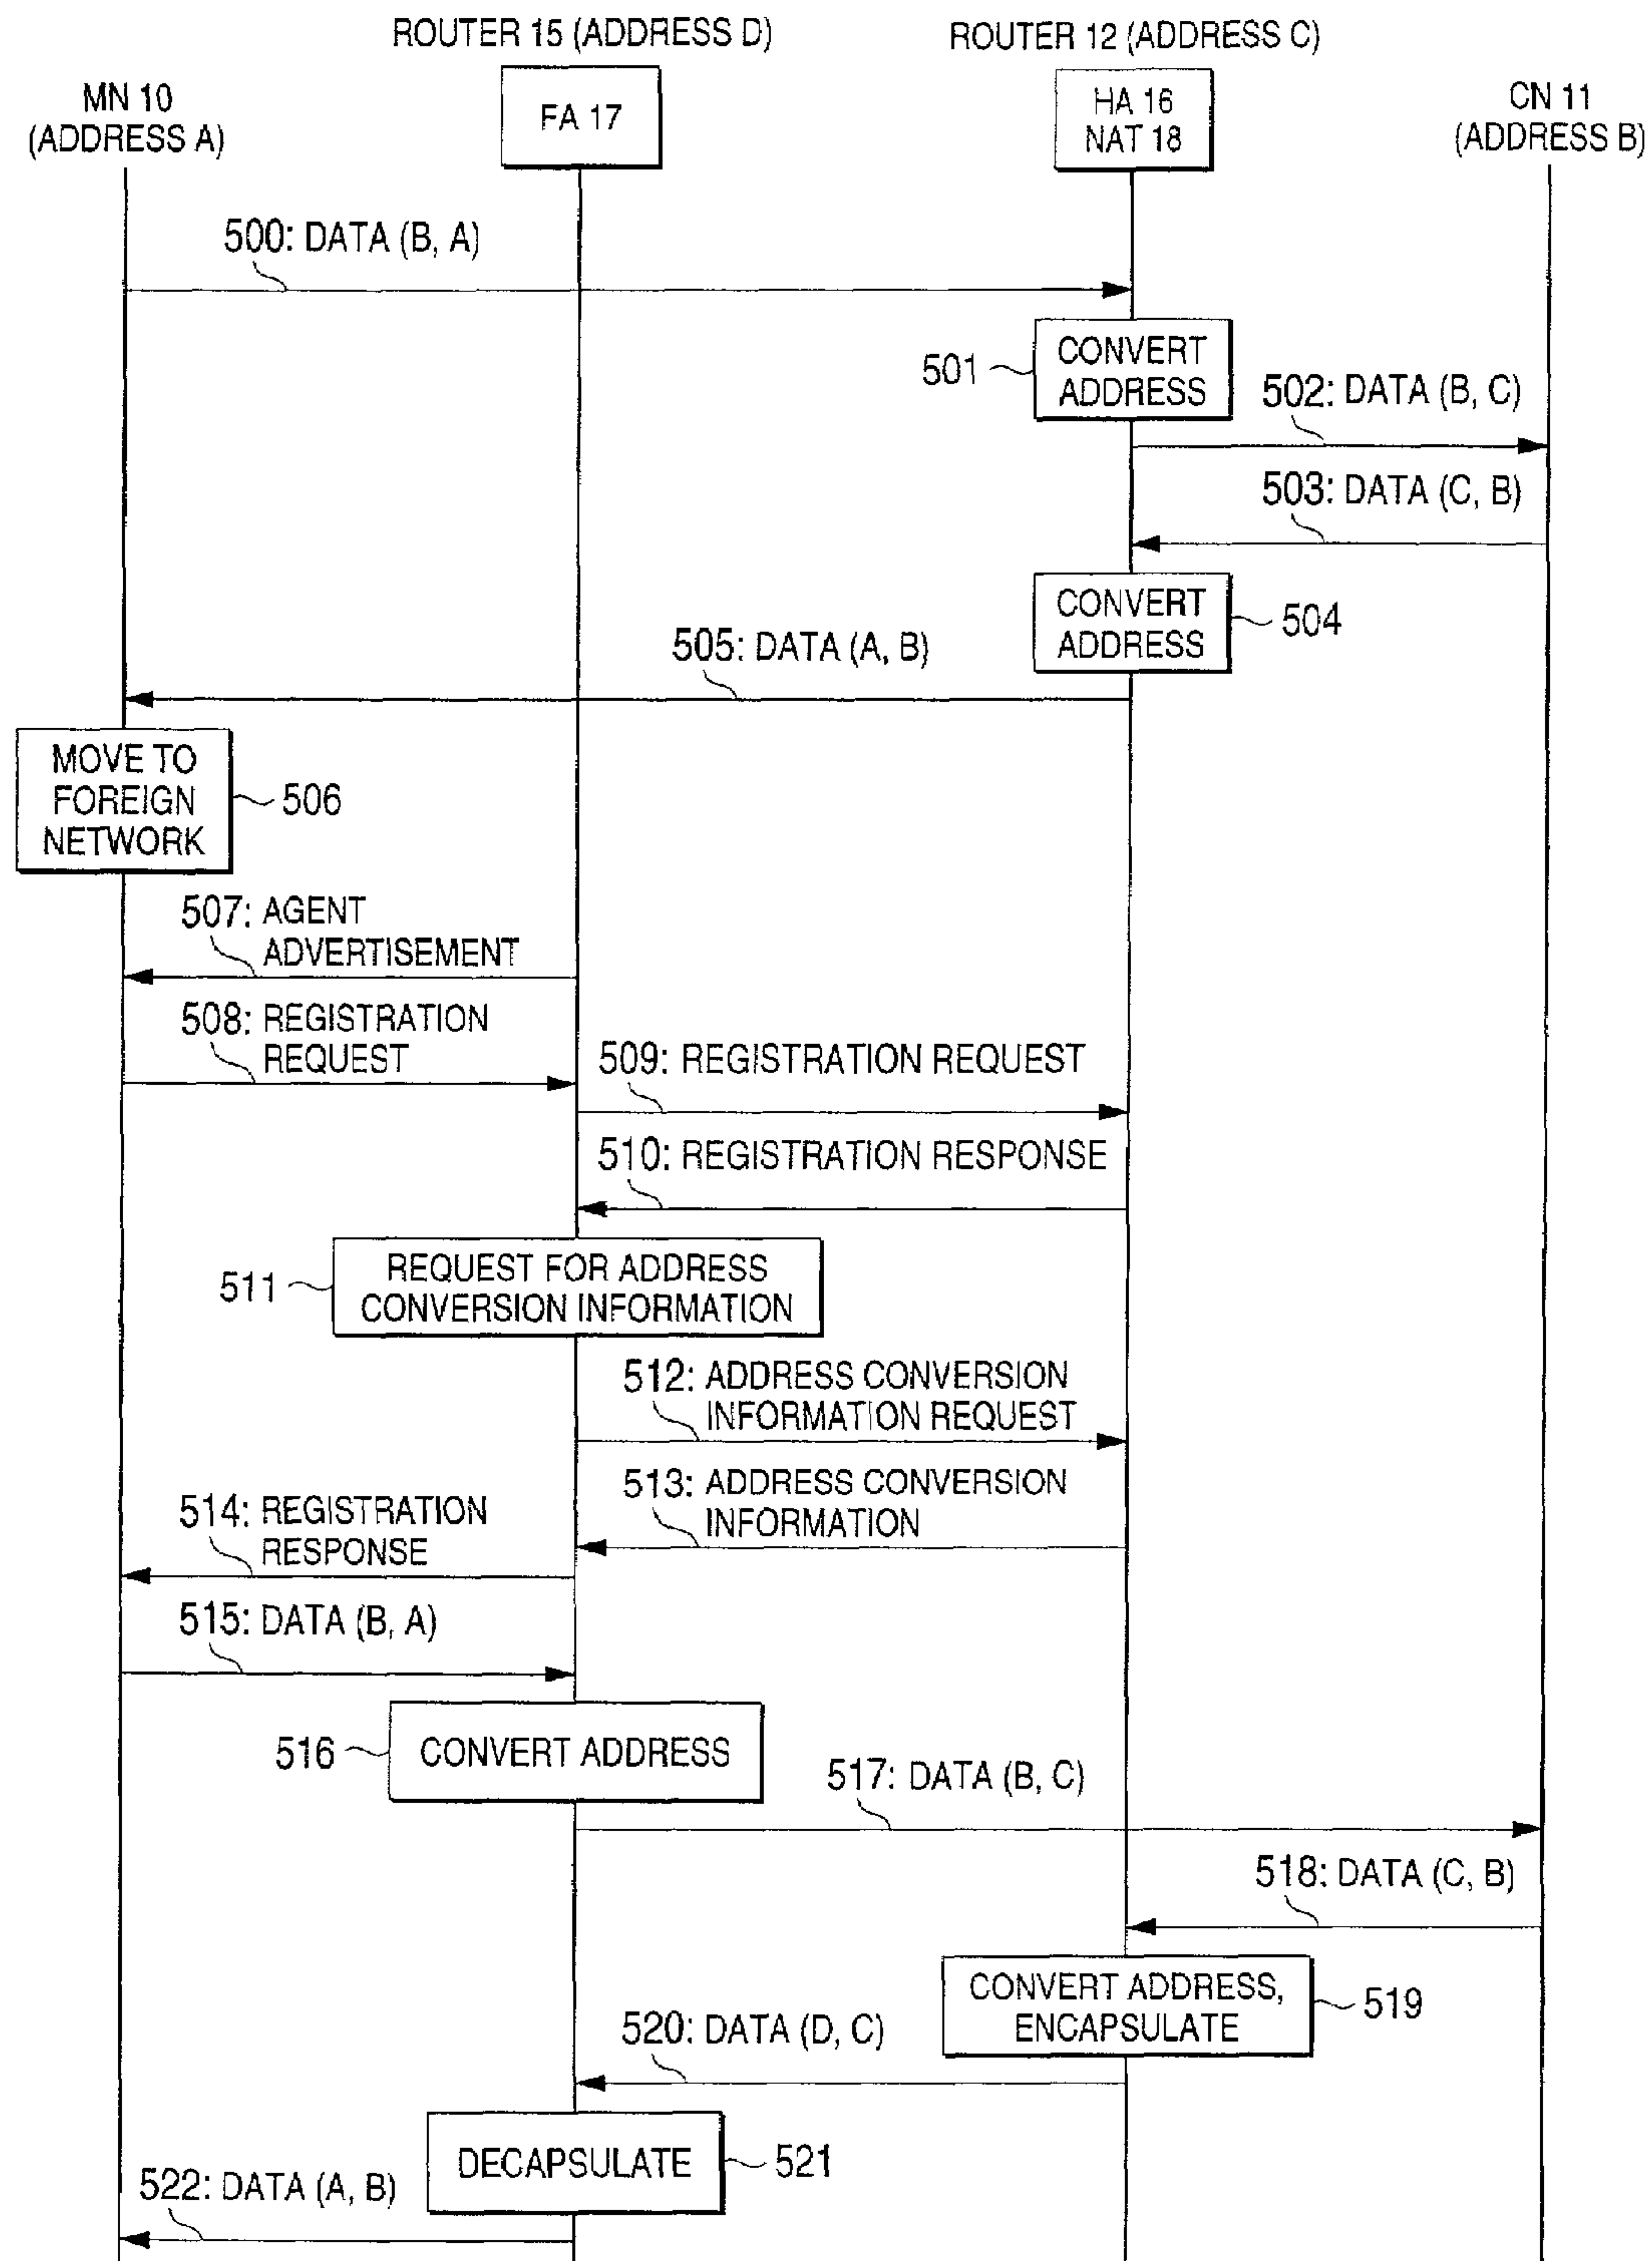 ROUTER 15 (ADDRESS D)
ROUTER 12 (ADDRESS C)
MN 10
(ADDRESS A)
FA 17
HA 16
NAT 18
CN 11
(ADDRESS B)
500: DATA (B, A)
501
CONVERT
ADDRESS
502: DATA (B, C)
503: DATA (C, B)
CONVERT
ADDRESS
504
505: DATA (A, B)
MOVE TO
FOREIGN
NETWORK
506
507: AGENT
ADVERTISEMENT
508: REGISTRATION
REQUEST
509: REGISTRATION REQUEST
510: REGISTRATION RESPONSE
511
REQUEST FOR ADDRESS
CONVERSION INFORMATION
512: ADDRESS CONVERSION
INFORMATION REQUEST
513: ADDRESS CONVERSION
INFORMATION
514: REGISTRATION
RESPONSE
515: DATA (B, A)
516
CONVERT ADDRESS
517: DATA (B, C)
518: DATA (C, B)
CONVERT ADDRESS,
ENCAPSULATE
519
520: DATA (D, C)
DECAPSULATE
521
522: DATA (A, B)